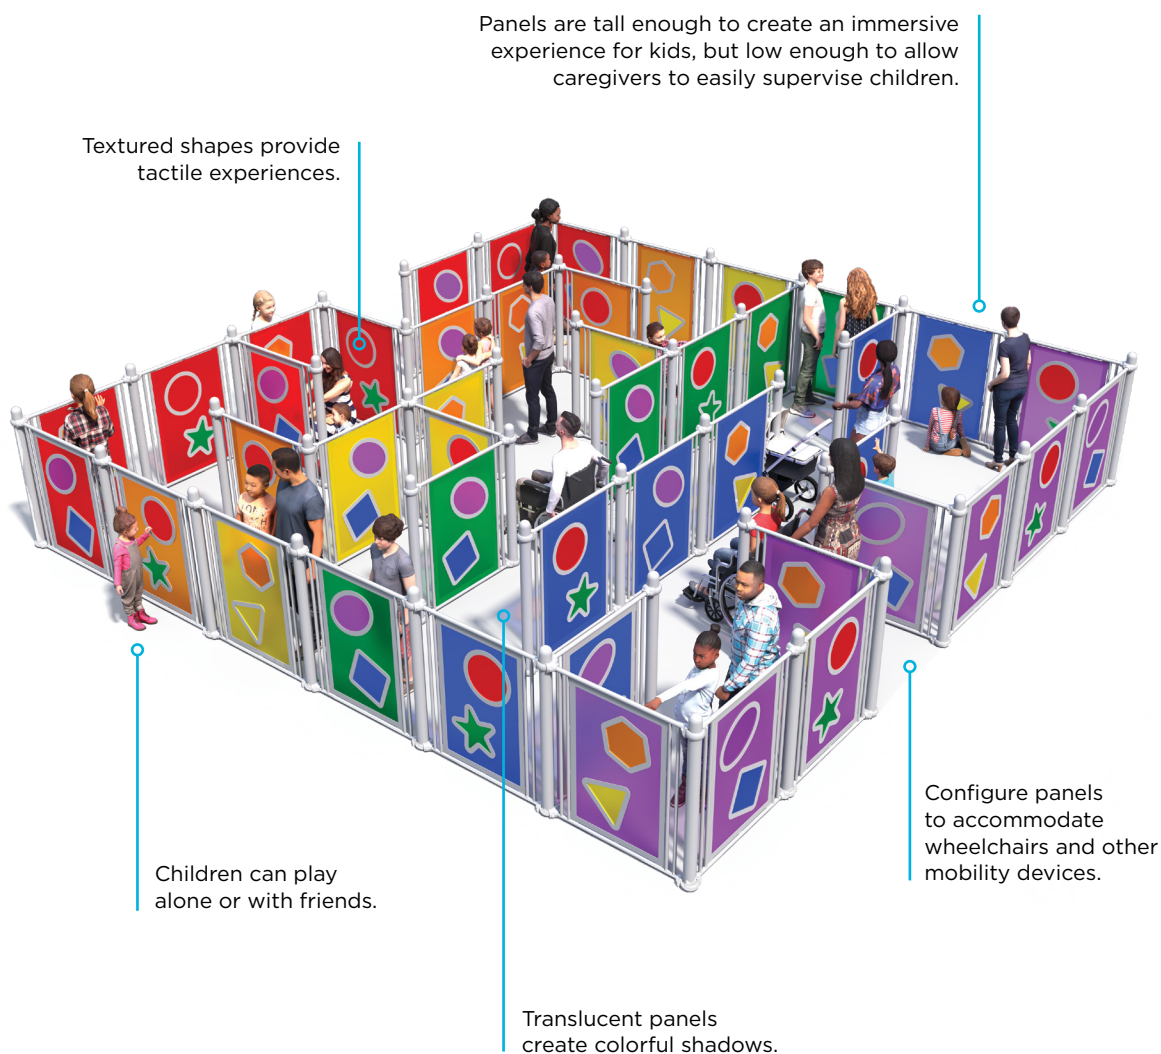 Panels are tall enough to create an immersive
experience for kids, but low enough to allow
caregivers to easily supervise children.
Textured shapes provide
tactile experiences.
Configure panels
to accommodate
wheelchairs and other
mobility devices.
Children can play
alone or with friends.
Translucent panels
create colorful shadows.